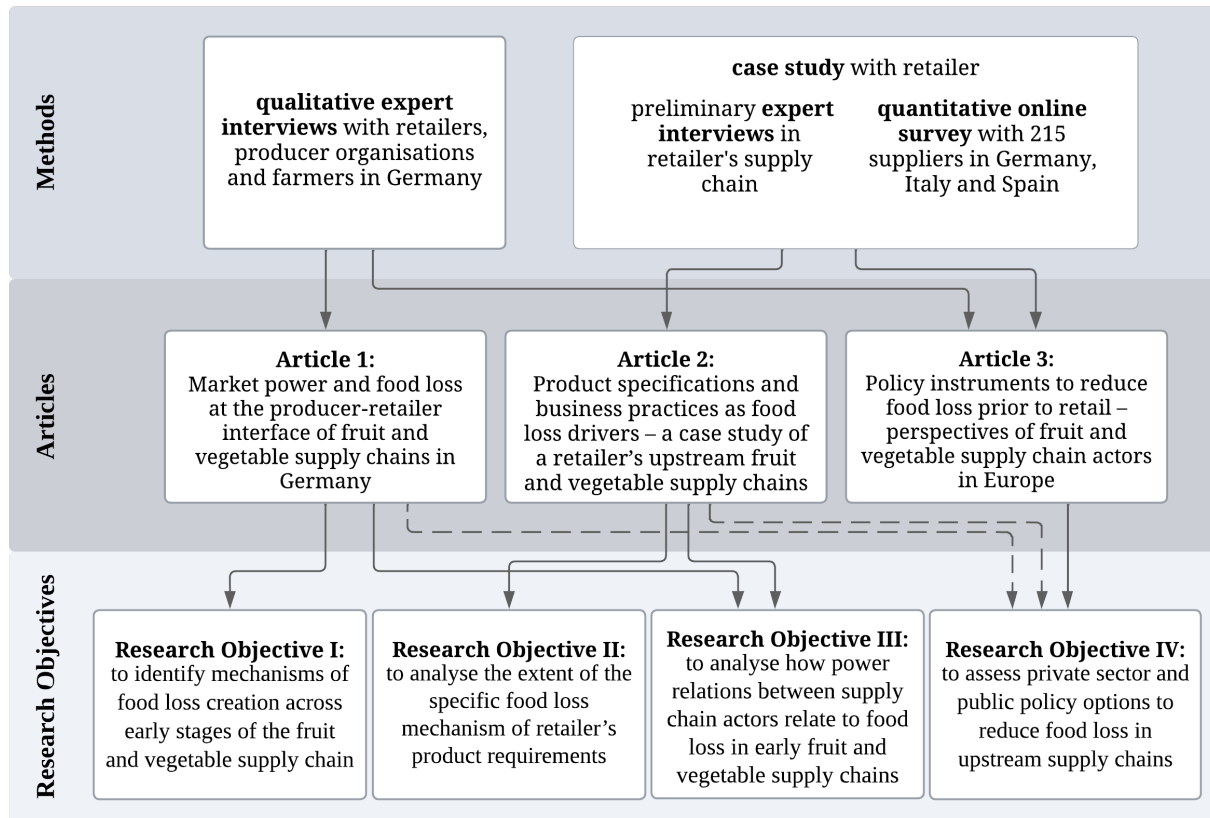 Methods
qualitative expert
interviews with retailers,
producer organisations
and farmers in Germany
case study with retailer
preliminary expert
interviews in
retailer's supply
chain
quantitative online
survey with 215
suppliers in Germany,
Italy and Spain
Articles
Article 1:
Market power and food loss
at the producer-retailer
interface of fruit and
vegetable supply chains in
Germany
Article 2:
Product specifications and
business practices as food
loss drivers – a case study of
a retailer’s upstream fruit
and vegetable supply chains
Article 3:
Policy instruments to reduce
food loss prior to retail –
perspectives of fruit and
vegetable supply chain actors
in Europe
Research Objectives
Research Objective I:
to identify mechanisms of
food loss creation across
early stages of the fruit
and vegetable supply chain
Research Objective II:
to analyse the extent of the
specific food loss
mechanism of retailer’s
product requirements
Research Objective III:
to analyse how power
relations between supply
chain actors relate to food
loss in early fruit and
vegetable supply chains
Research Objective IV:
to assess private sector and
public policy options to
reduce food loss in
upstream supply chains